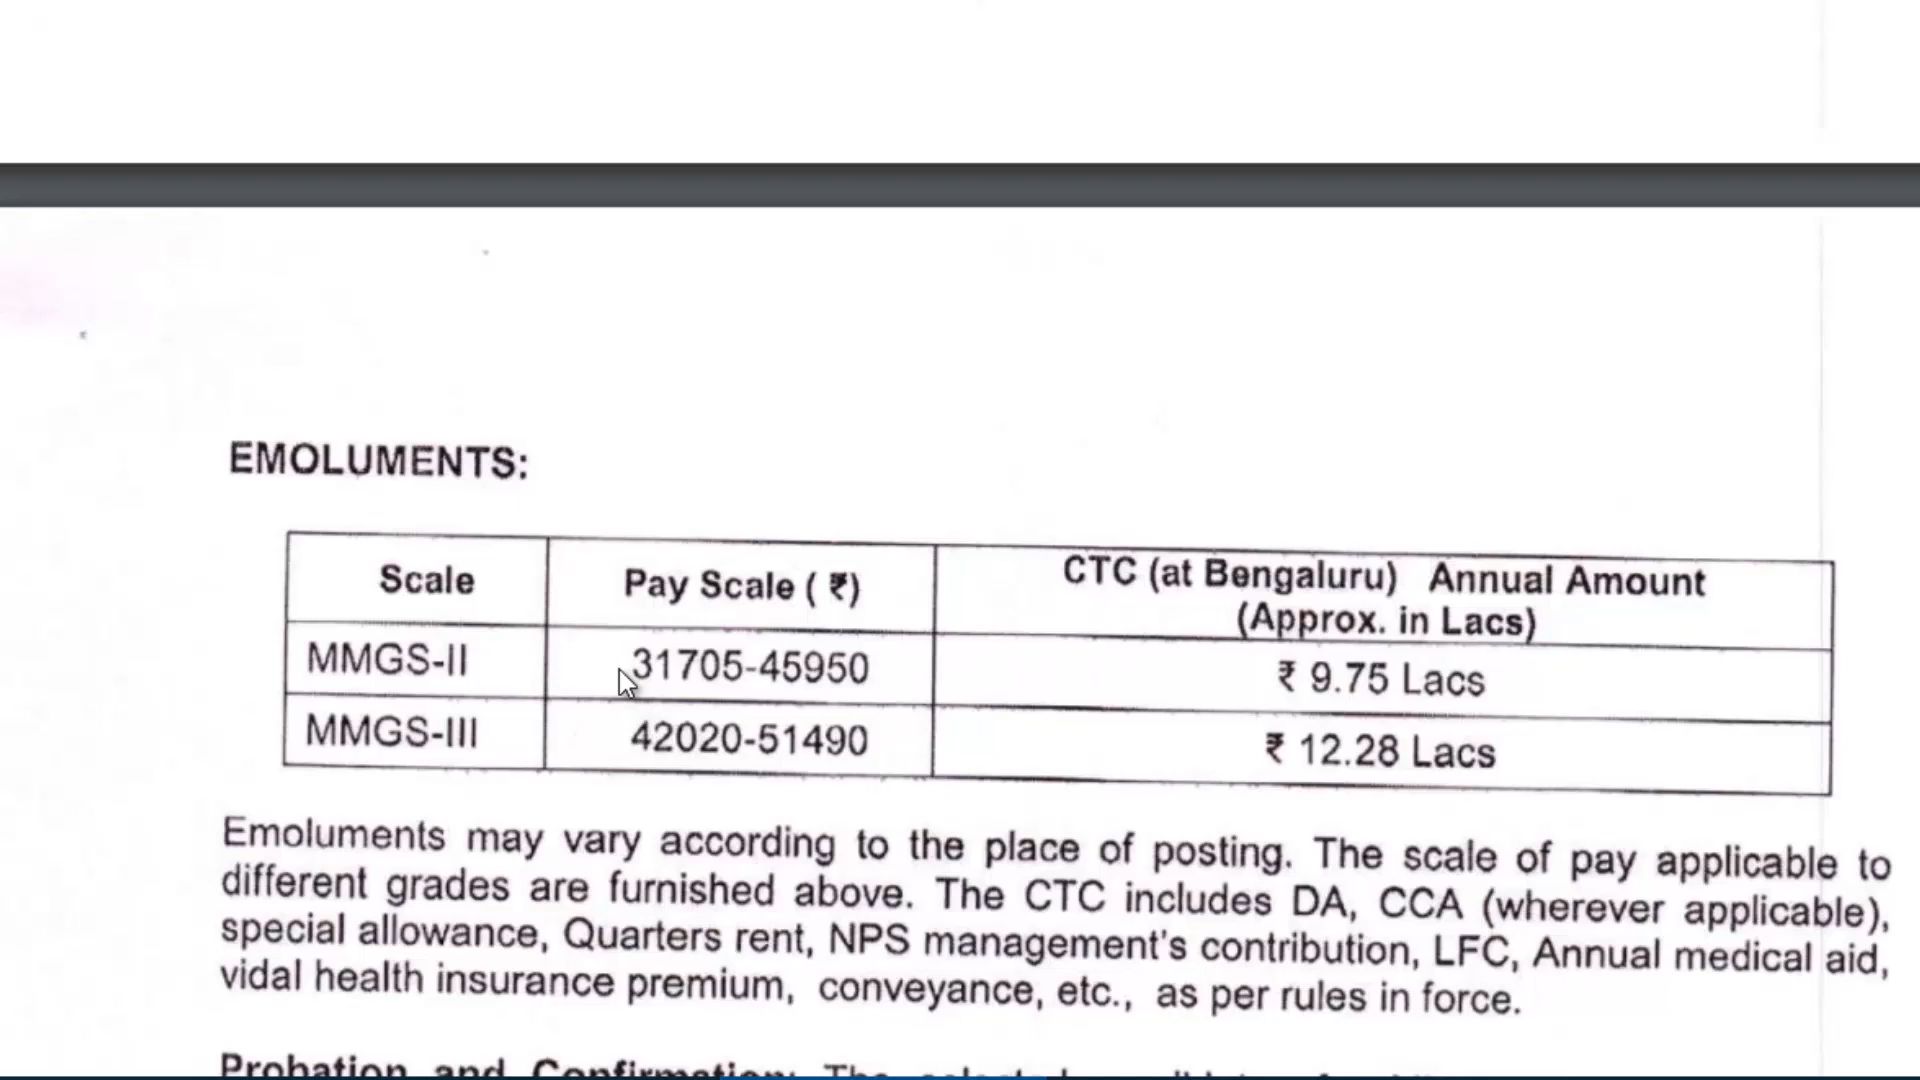 EMOLUMENTS:
Scale Pay Scale ( ₹) CTC (at Bengaluru) Annual Amount
(Approx. in Lacs)
MMGS-II 31705-45950 ₹ 9.75 Lacs
MMGS-III 42020-51490 ₹ 12.28 Lacs
Emoluments may vary according to the place of posting. The scale of pay applicable to
different grades are furnished above. The CTC includes DA, CCA (wherever applicable),
special allowance, Quarters rent, NPS management's contribution, LFC, Annual medical aid,
vidal health insurance premium, conveyance, etc., as per rules in force.
Probation and Confirmation: The selected